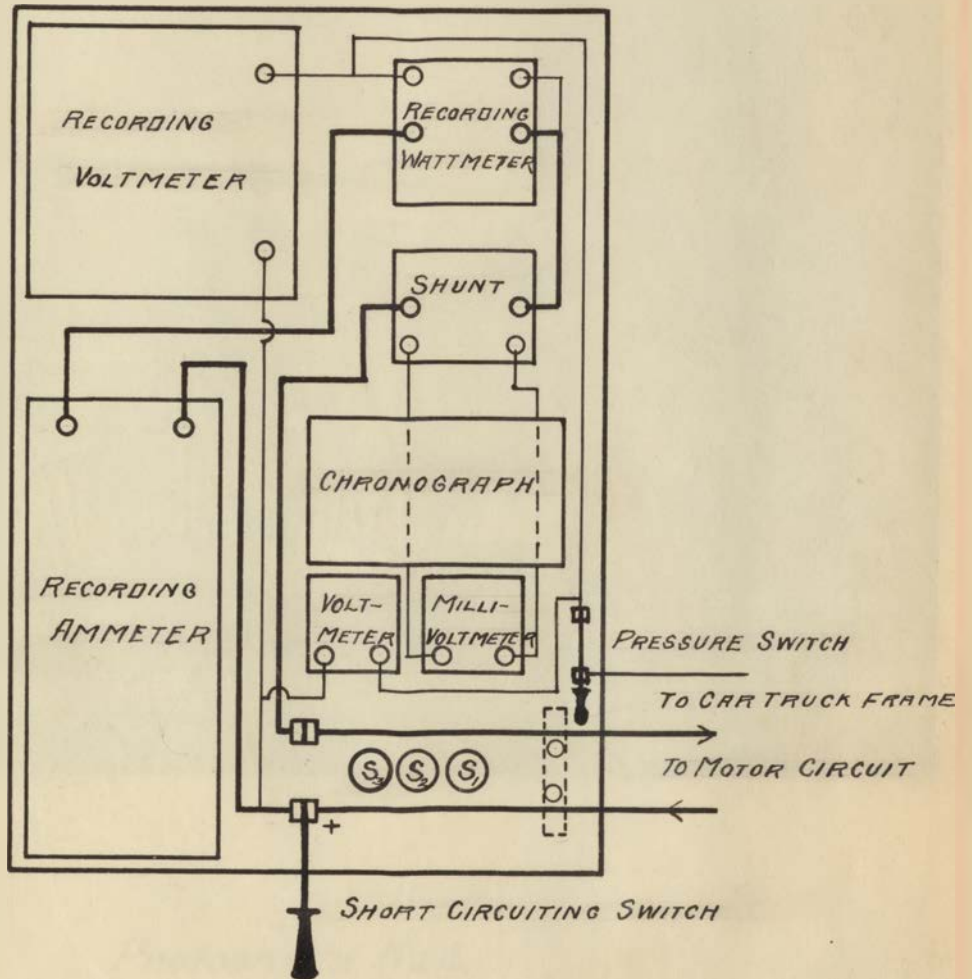 RECORDING
VOLTMETER
RECORDING
WATTMETER
SHUNT
CHRONOGRAPH
RECORDING
AMMETER
VOLT-
METER
MILLI-
VOLTMETER
PRESSURE SWITCH
TO CAR TRUCK FRAME
TO MOTOR CIRCUIT
S3 S2 S1
+
SHORT CIRCUITING SWITCH